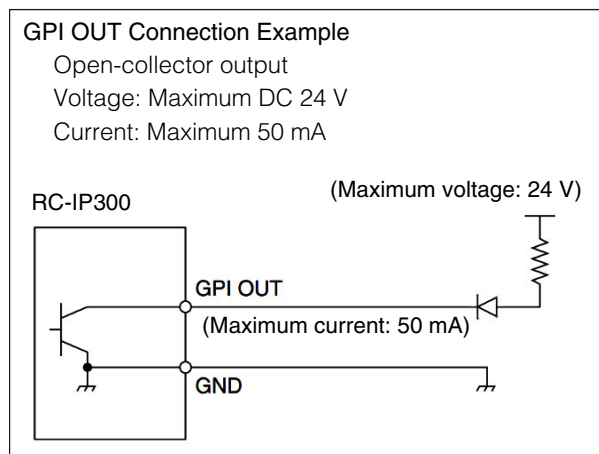 GPI OUT Connection Example
Open-collector output
Voltage: Maximum DC 24 V
Current: Maximum 50 mA
(Maximum voltage: 24 V)
RC-IP300
GPI OUT
(Maximum current: 50 mA)
GND